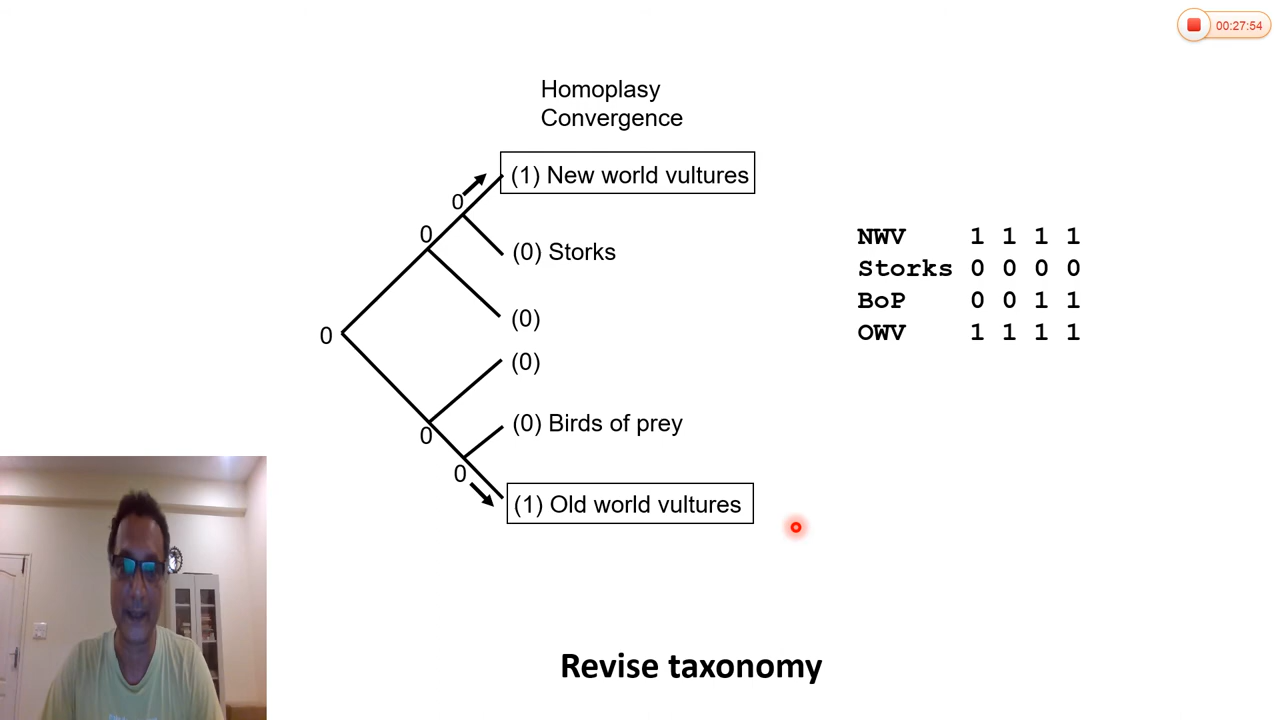 00:27:54
Homoplasy
Convergence
(1) New world vultures
0
0
(0) Storks
(0)
0
(0)
(0) Birds of prey
0
0
(1) Old world vultures
NWV 1 1 1 1
Storks 0 0 0 0
BoP 0 0 1 1
OWV 1 1 1 1
Revise taxonomy